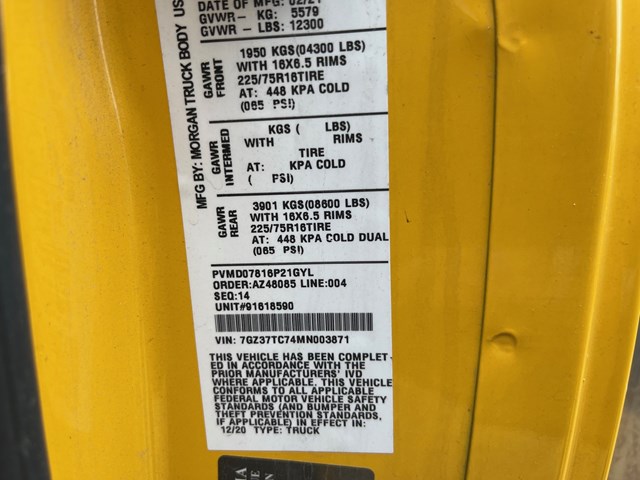 DATE OF MFG: 02/21
GVWR- KG: 5579
GVWR - LBS: 12300
MFG BY: MORGAN TRUCK BODY US
GAWR FRONT
1950 KGS(04300 LBS)
WITH 16X6.5 RIMS
225/75R16TIRE
AT: 448 KPA COLD
(065 PSI)
GAWR INTERMED
KGS ( LBS)
WITH RIMS
TIRE
AT: KPA COLD
( PSI)
GAWR REAR
3901 KGS(08600 LBS)
WITH 16X6.5 RIMS
225/75R16TIRE
AT: 448 KPA COLD DUAL
(065 PSI)
PVMD07816P21GYL
ORDER:AZ46085 LINE:004
SEQ:14
UNIT#91618590
VIN: 7GZ37TC74MN003871
THIS VEHICLE HAS BEEN COMPLET-
ED IN ACCORDANCE WITH THE
PRIOR MANUFACTURERS' IVD
WHERE APPLICABLE. THIS VEHICLE
CONFORMS TO ALL APPLICABLE
FEDERAL MOTOR VEHICLE SAFETY
STANDARDS (AND BUMPER AND
THEFT PREVENTION STANDARDS,
IF APPLICABLE) IN EFFECT IN:
12/20 TYPE: TRUCK